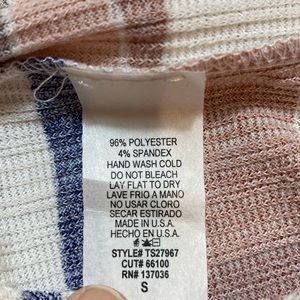 96% POLYESTER
4% SPANDEX
HAND WASH COLD
DO NOT BLEACH
LAY FLAT TO DRY
LAVE FRIO A MANO
NO USAR CLORO
SECAR ESTIRADO
MADE IN U.S.A.
HECHO EN U.S.A.
STYLE# TS27967
CUT# 66100
RN# 137036
S